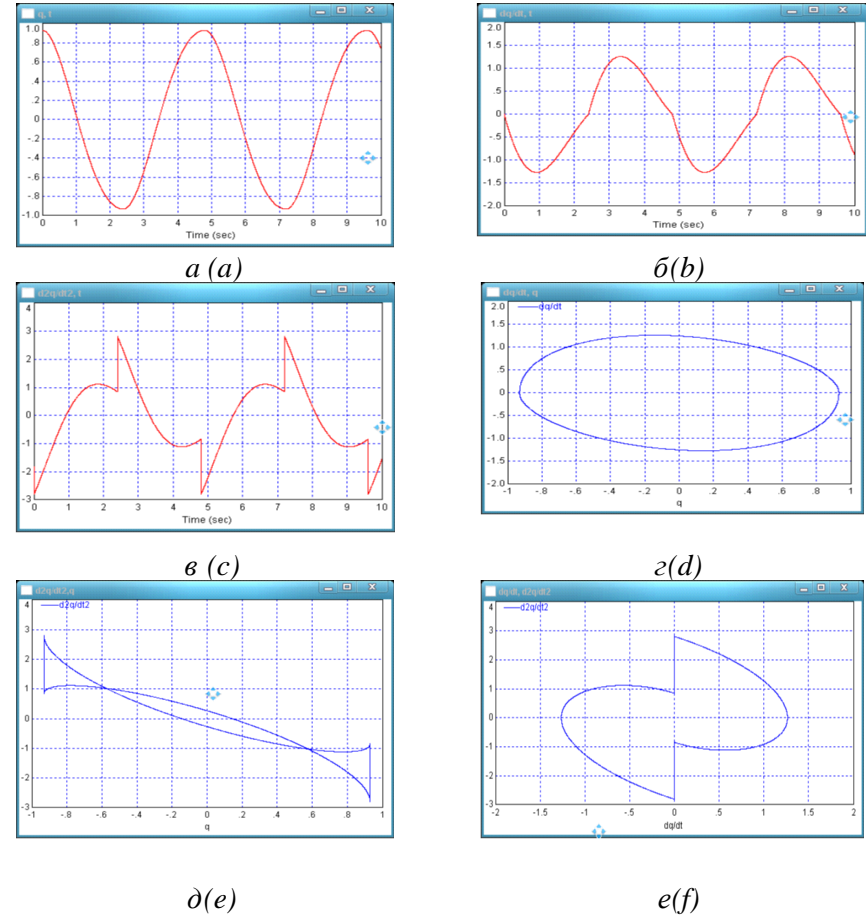 q, t
1.0
.8
.6
.4
.2
0
-.2
-.4
-.6
-.8
-1.0
0 1 2 3 4 5 6 7 8 9 10
Time (sec)
а (a)
dq/dt, t
2.0
1.5
1.0
.5
0
-.5
-1.0
-1.5
-2.0
0 1 2 3 4 5 6 7 8 9 10
Time (sec)
б(b)
d2q/dt2, t
4
3
2
1
0
-1
-2
-3
0 1 2 3 4 5 6 7 8 9 10
Time (sec)
в (c)
dq/dt, q
dq/dt
2.0
1.5
1.0
.5
0
-.5
-1.0
-1.5
-2.0
-1 -.8 -.6 -.4 -.2 0 .2 .4 .6 .8 1
q
г(d)
d2q/dt2,q
d2q/dt2
4
3
2
1
0
-1
-2
-3
-1 -.8 -.6 -.4 -.2 0 .2 .4 .6 .8 1
q
д(e)
dq/dt, d2q/dt2
d2q/dt2
4
3
2
1
0
-1
-2
-3
-2 -1.5 -1 -.5 0 .5 1 1.5 2
dq/dt
е(f)